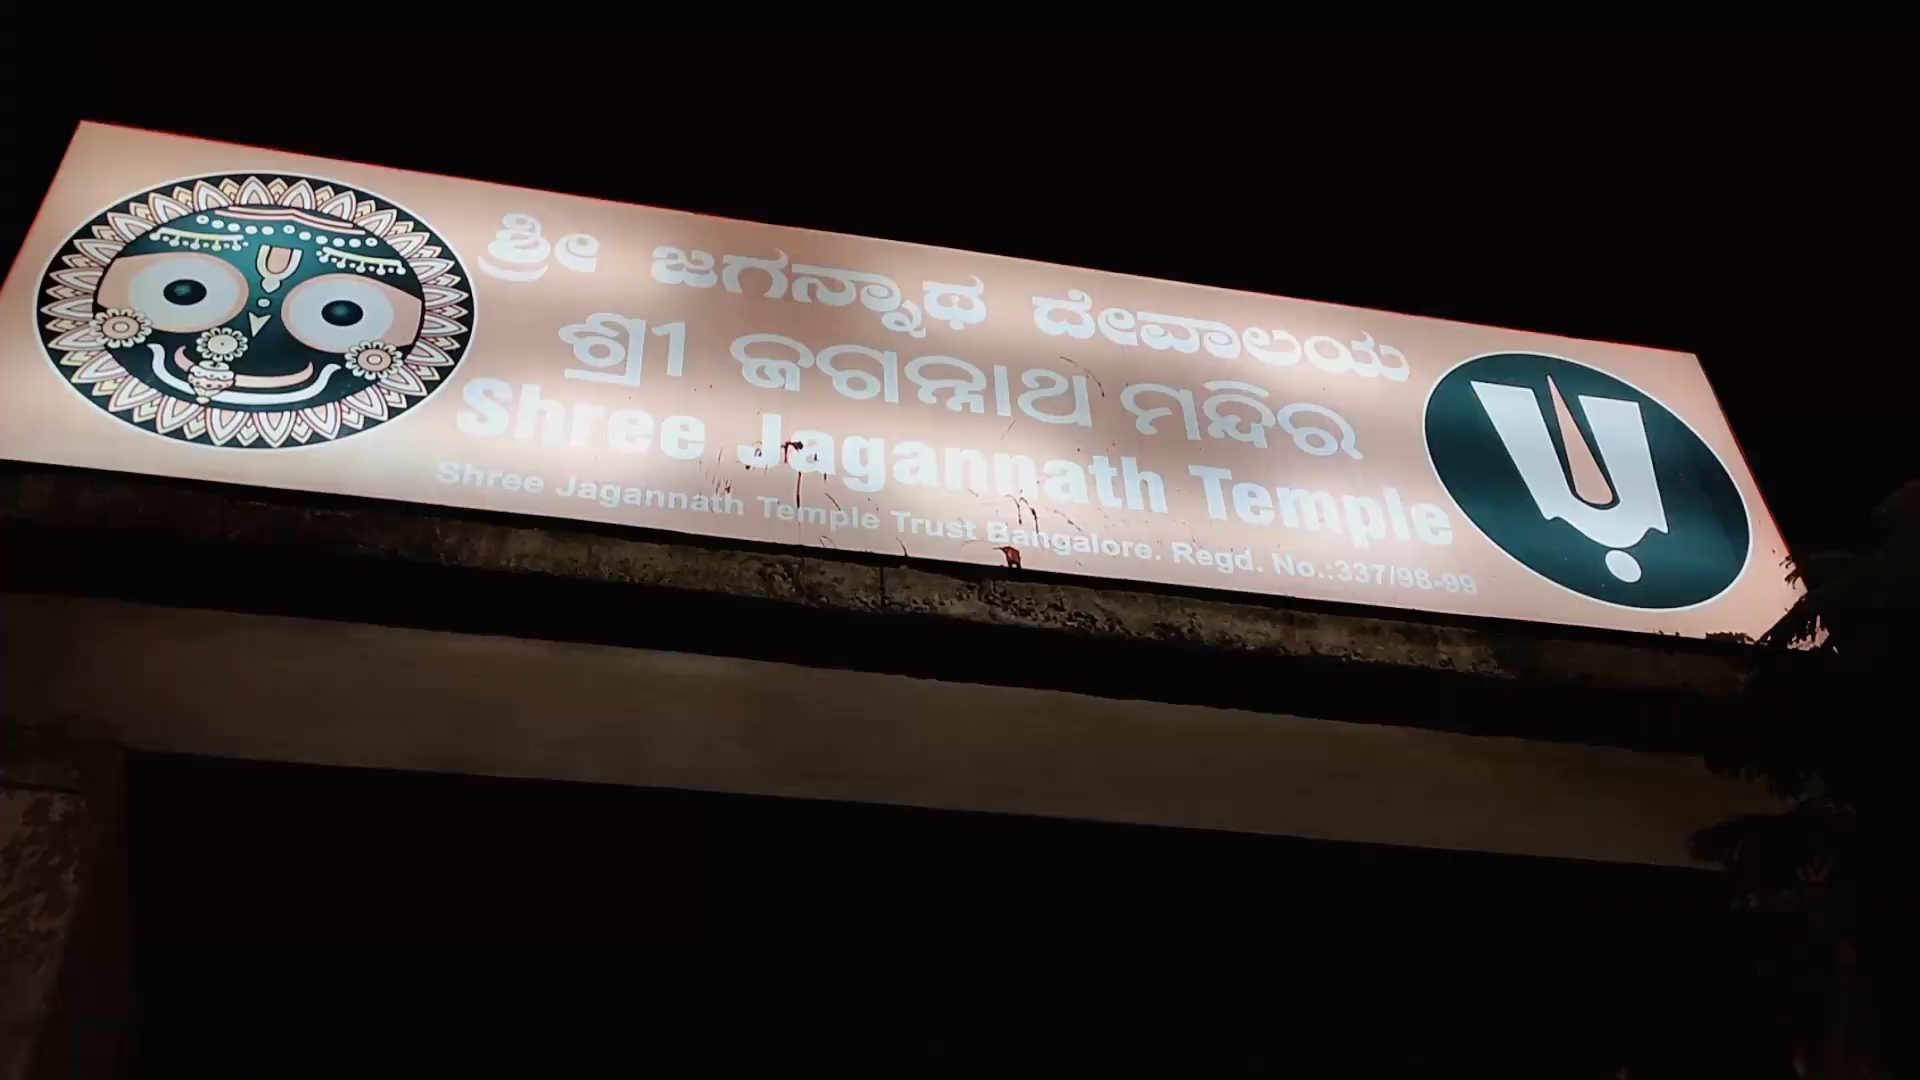 ಶ್ರೀ ಜಗನ್ನಾಥ ದೇವಾಲಯ
ଶ୍ରୀ ଜଗନ୍ନାଥ ମନ୍ଦିର
Shree Jagannath Temple
Shree Jagannath Temple Trust Bangalore. Regd. No.:337/98-99